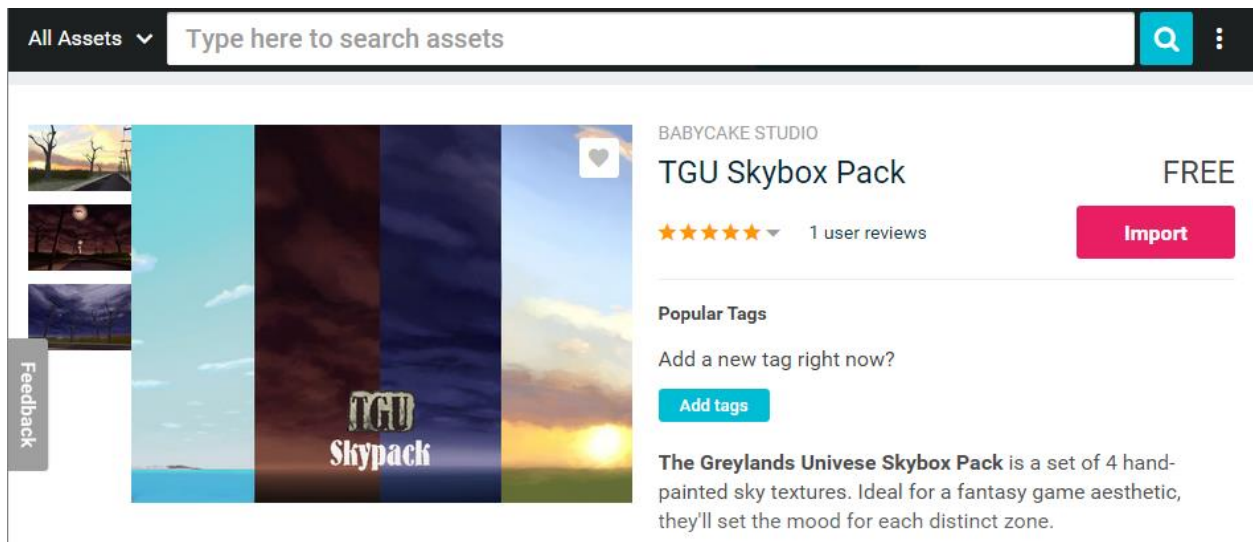 All Assets
Type here to search assets
BABYCAKE STUDIO
TGU Skybox Pack
FREE
1 user reviews
Import
Popular Tags
Add a new tag right now?
Add tags
The Greylands Univese Skybox Pack is a set of 4 hand-
painted sky textures. Ideal for a fantasy game aesthetic,
they'll set the mood for each distinct zone.
TGU
Skypack
Feedback